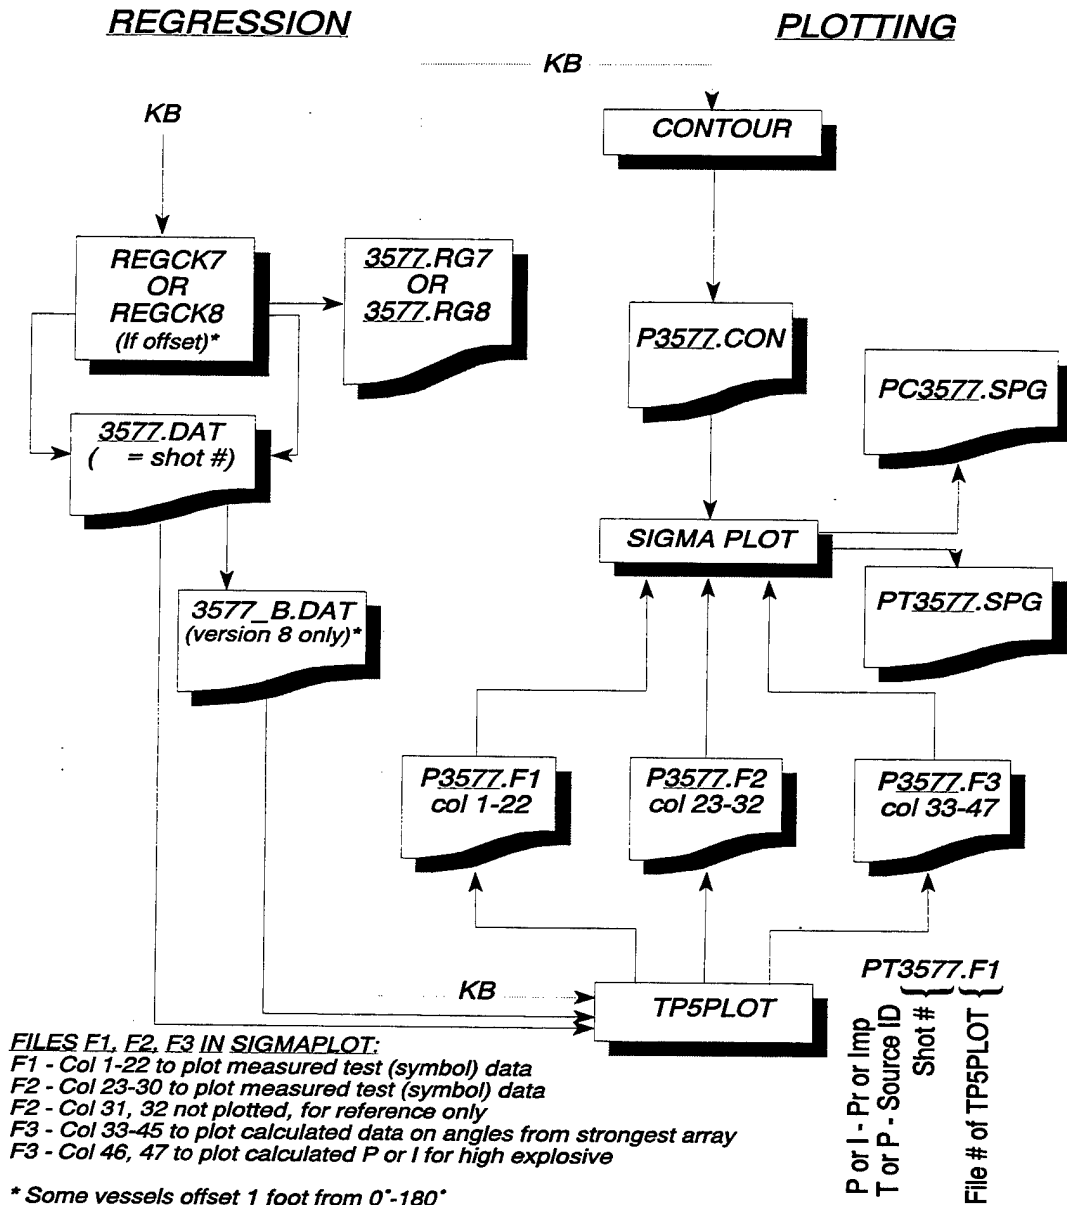 REGRESSION
PLOTTING
KB
KB
CONTOUR
REGCK7
OR
REGCK8
(If offset)*
3577.RG7
OR
3577.RG8
P3577.CON
PC3577.SPG
3577.DAT
( = shot #)
SIGMA PLOT
PT3577.SPG
3577_B.DAT
(version 8 only)*
P3577.F1
col 1-22
P3577.F2
col 23-32
P3577.F3
col 33-47
KB
TP5PLOT
PT3577.F1
P or I - Pr or Imp
T or P - Source ID
Shot #
File # of TP5PLOT
FILES F1, F2, F3 IN SIGMAPLOT:
F1 - Col 1-22 to plot measured test (symbol) data
F2 - Col 23-30 to plot measured test (symbol) data
F2 - Col 31, 32 not plotted, for reference only
F3 - Col 33-45 to plot calculated data on angles from strongest array
F3 - Col 46, 47 to plot calculated P or I for high explosive
* Some vessels offset 1 foot from 0°-180°